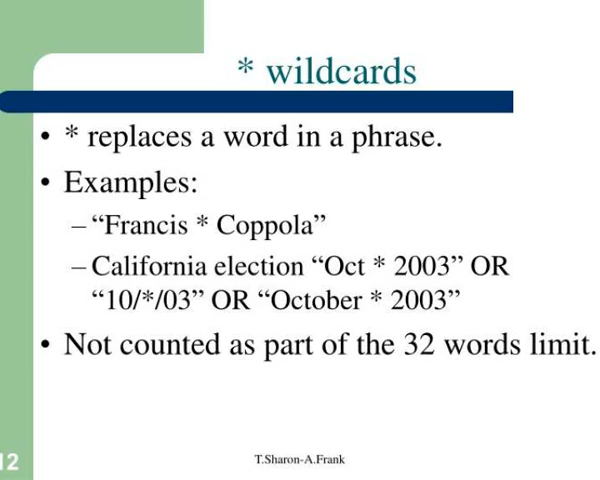 * wildcards
• * replaces a word in a phrase.
• Examples:
– “Francis * Coppola”
– California election “Oct * 2003” OR
“10/*/03” OR “October * 2003”
• Not counted as part of the 32 words limit.
12
T.Sharon-A.Frank